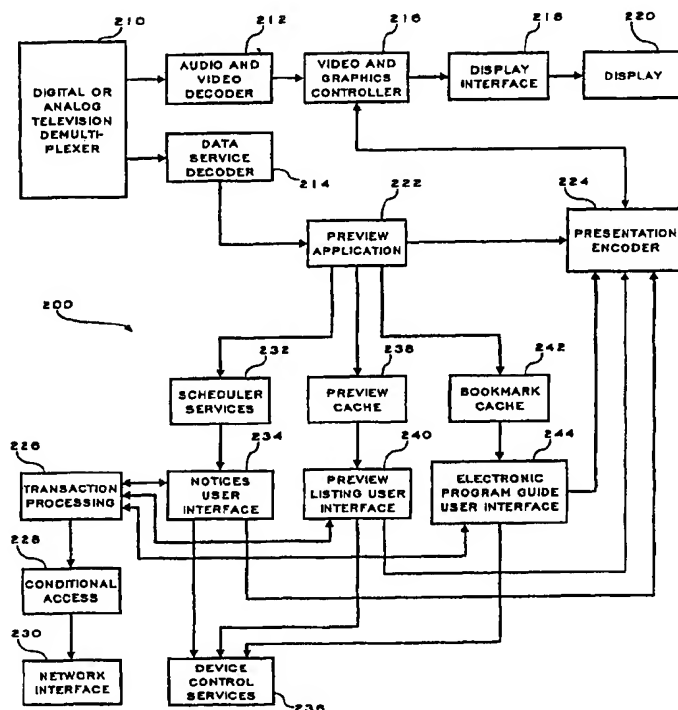 210
212
216
218
220
DIGITAL OR
ANALOG
TELEVISION
DEMULTI-
PLEXER
AUDIO AND
VIDEO
DECODER
VIDEO AND
GRAPHICS
CONTROLLER
DISPLAY
INTERFACE
DISPLAY
DATA
SERVICE
DECODER
214
222
224
PREVIEW
APPLICATION
PRESENTATION
ENCODER
200
232
238
242
SCHEDULER
SERVICES
PREVIEW
CACHE
BOOKMARK
CACHE
226
234
240
244
TRANSACTION
PROCESSING
NOTICES
USER
INTERFACE
PREVIEW
LISTING USER
INTERFACE
ELECTRONIC
PROGRAM GUIDE
USER INTERFACE
228
CONDITIONAL
ACCESS
230
NETWORK
INTERFACE
DEVICE
CONTROL
SERVICES
236